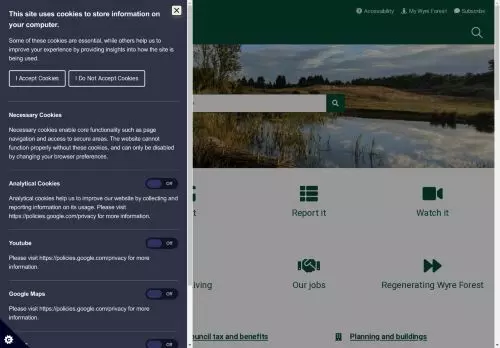 This site uses cookies to store information on
your computer.
Some of these cookies are essential, while others help us to
improve your experience by providing insights into how the site is
being used.
I Accept Cookies
I Do Not Accept Cookies
Necessary Cookies
Necessary cookies enable core functionality such as page
navigation and access to secure areas. The website cannot
function properly without these cookies, and can only be disabled
by changing your browser preferences.
Analytical Cookies
Off
Analytical cookies help us to improve our website by collecting and
reporting information on its usage. Please visit
https://policies.google.com/privacy for more information.
Youtube
Off
Please visit https://policies.google.com/privacy for more
information.
Google Maps
Off
Please visit https://policies.google.com/privacy for more
information.
Off
Accessibility
My Wyre Forest
Subscribe
Report it
Watch it
Our jobs
Regenerating Wyre Forest
tax and benefits
Planning and buildings